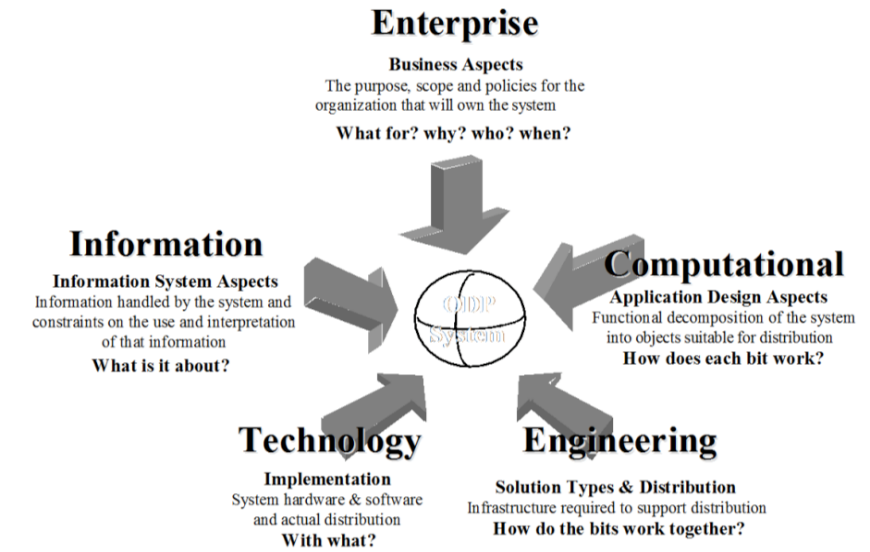 Enterprise
Business Aspects
The purpose, scope and policies for the
organization that will own the system
What for? why? who? when?
Information
Information System Aspects
Information handled by the system and
constraints on the use and interpretation
of that information
What is it about?
Computational
Application Design Aspects
Functional decomposition of the system
into objects suitable for distribution
How does each bit work?
ODP
System
Technology
Implementation
System hardware & software
and actual distribution
With what?
Engineering
Solution Types & Distribution
Infrastructure required to support distribution
How do the bits work together?